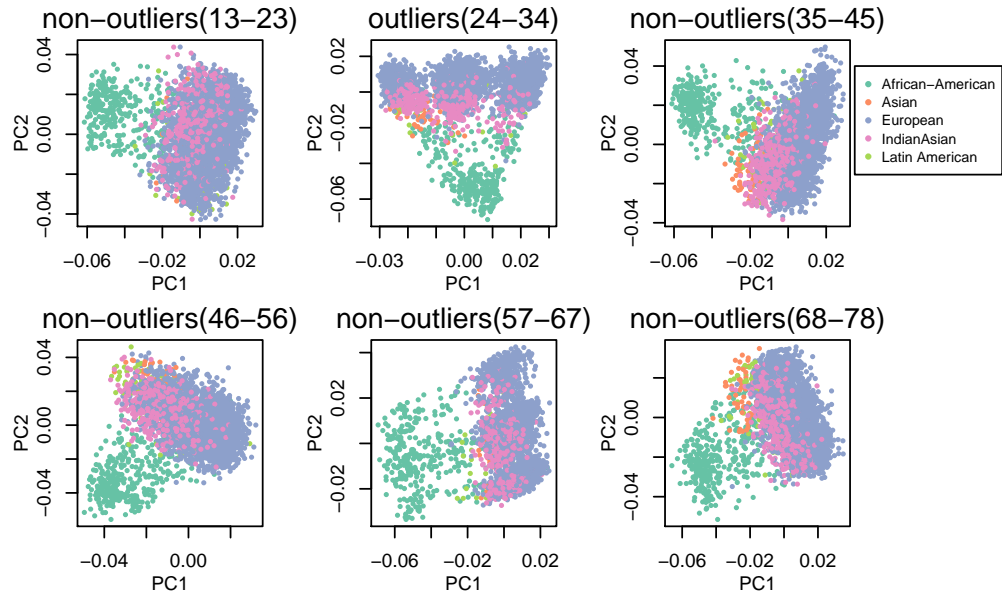 non−outliers(13−23)
PC2
0.04
0.00
−0.04
−0.06
−0.02
0.02
PC1
outliers(24−34)
PC2
0.02
−0.02
−0.06
−0.03
0.00
0.02
PC1
non−outliers(35−45)
PC2
0.04
0.00
−0.04
−0.06
−0.02
0.02
PC1
African−American
Asian
European
IndianAsian
Latin American
non−outliers(46−56)
PC2
0.04
0.00
−0.04
−0.04
0.00
PC1
non−outliers(57−67)
PC2
0.02
−0.02
−0.06
−0.02
0.02
PC1
non−outliers(68−78)
PC2
0.00
−0.04
−0.06
−0.02
0.02
PC1